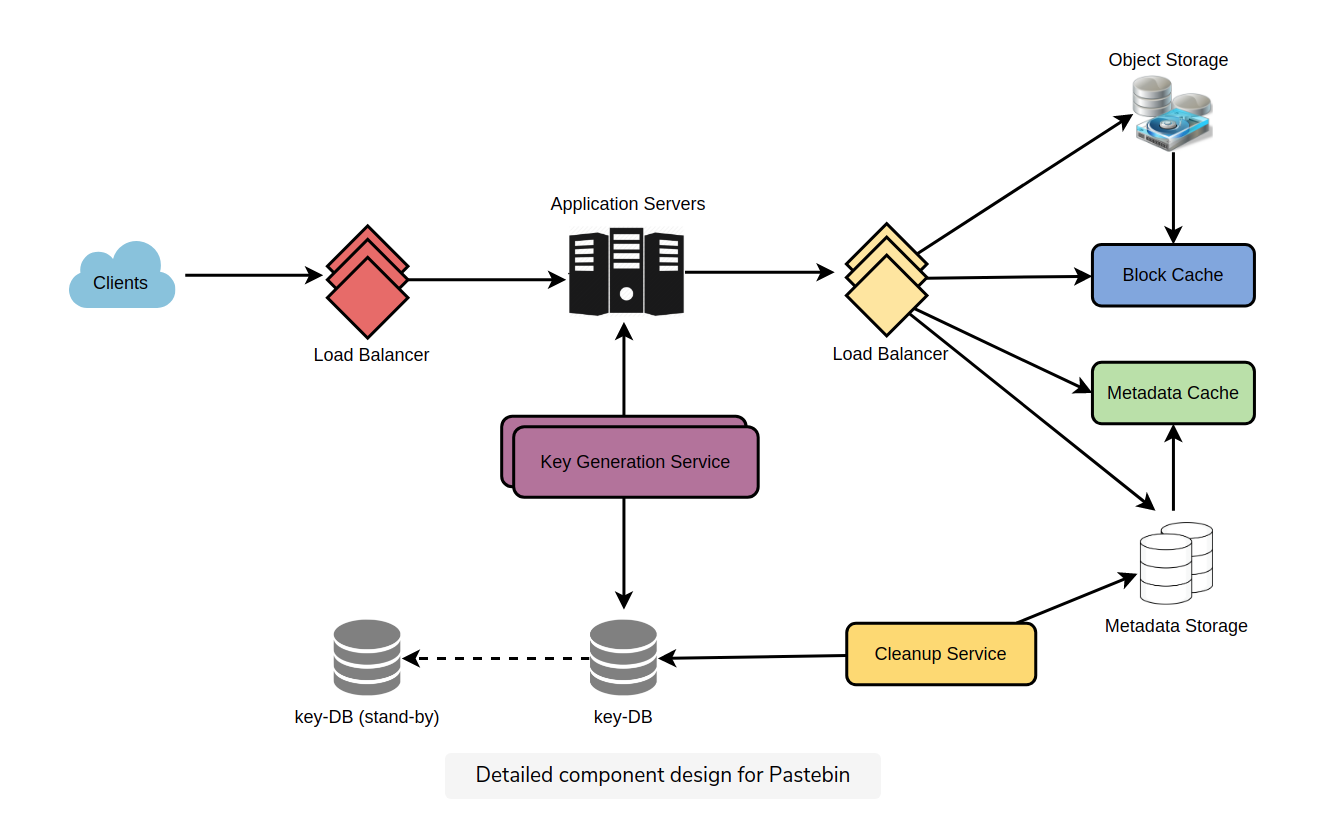 Object Storage
Application Servers
Clients
Block Cache
Load Balancer
Load Balancer
Metadata Cache
Key Generation Service
Metadata Storage
Cleanup Service
key-DB (stand-by)
key-DB
Detailed component design for Pastebin